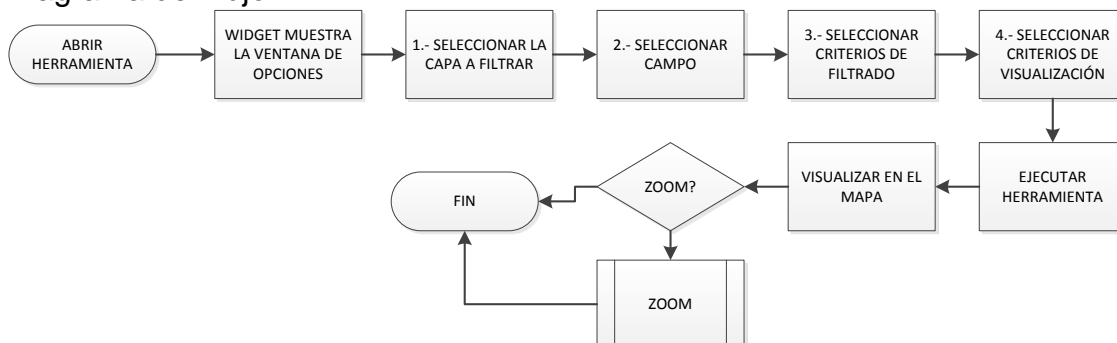 ABRIR
HERRAMIENTA
WIDGET MUESTRA
LA VENTANA DE
OPCIONES
1.- SELECCIONAR LA
CAPA A FILTRAR
2.- SELECCIONAR
CAMPO
3.- SELECCIONAR
CRITERIOS DE
FILTRADO
4.- SELECCIONAR
CRITERIOS DE
VISUALIZACIÓN
EJECUTAR
HERRAMIENTA
VISUALIZAR EN EL
MAPA
ZOOM?
FIN
ZOOM